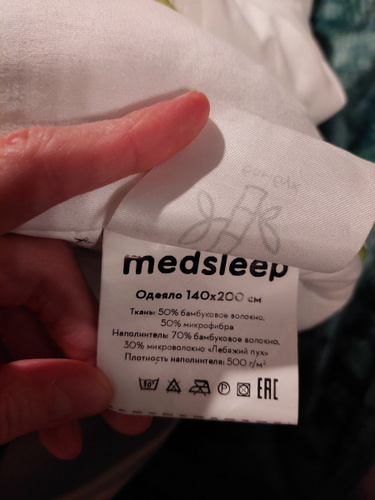 medsleep
Одеяло 140х200 см
Ткань: 50% бамбуковое волокно,
50% микрофибра
Наполнитель: 70% бамбуковое волокно,
30% микроволокно «Лебяжий пух»
Плотность наполнителя: 500 г/м²
EAC